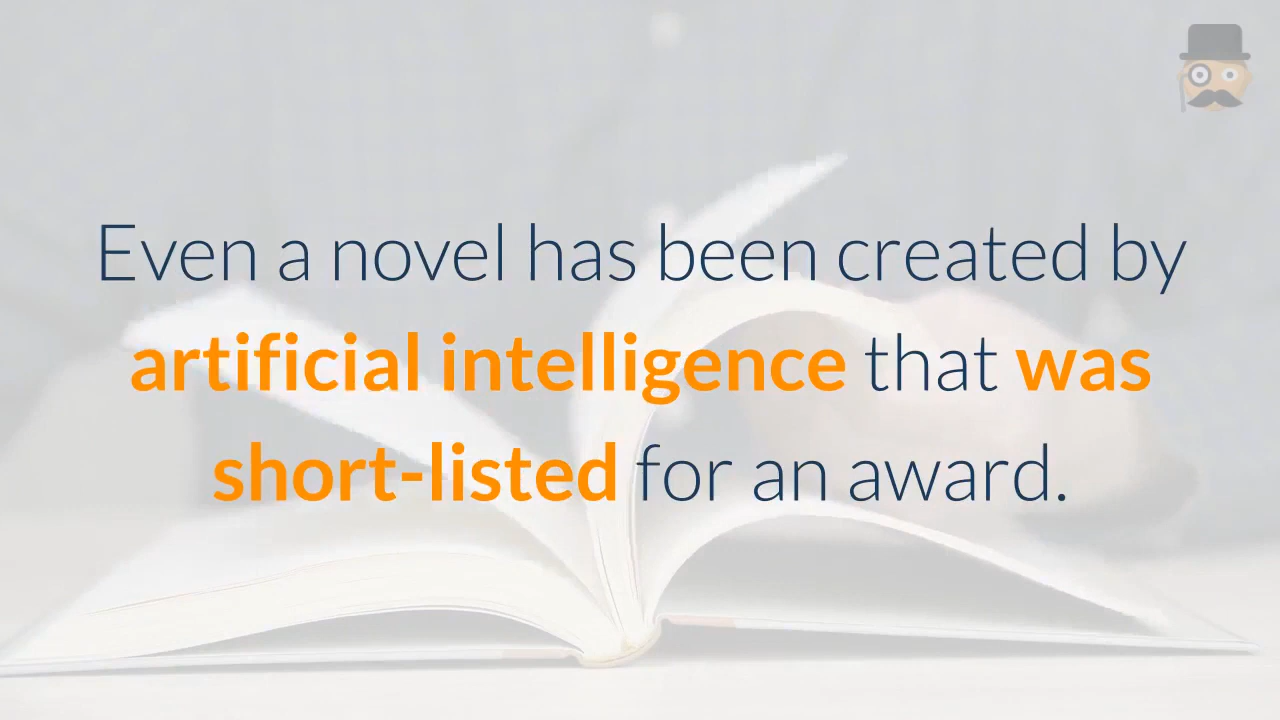 Even a novel has been created by
artificial intelligence that was
short-listed for an award.